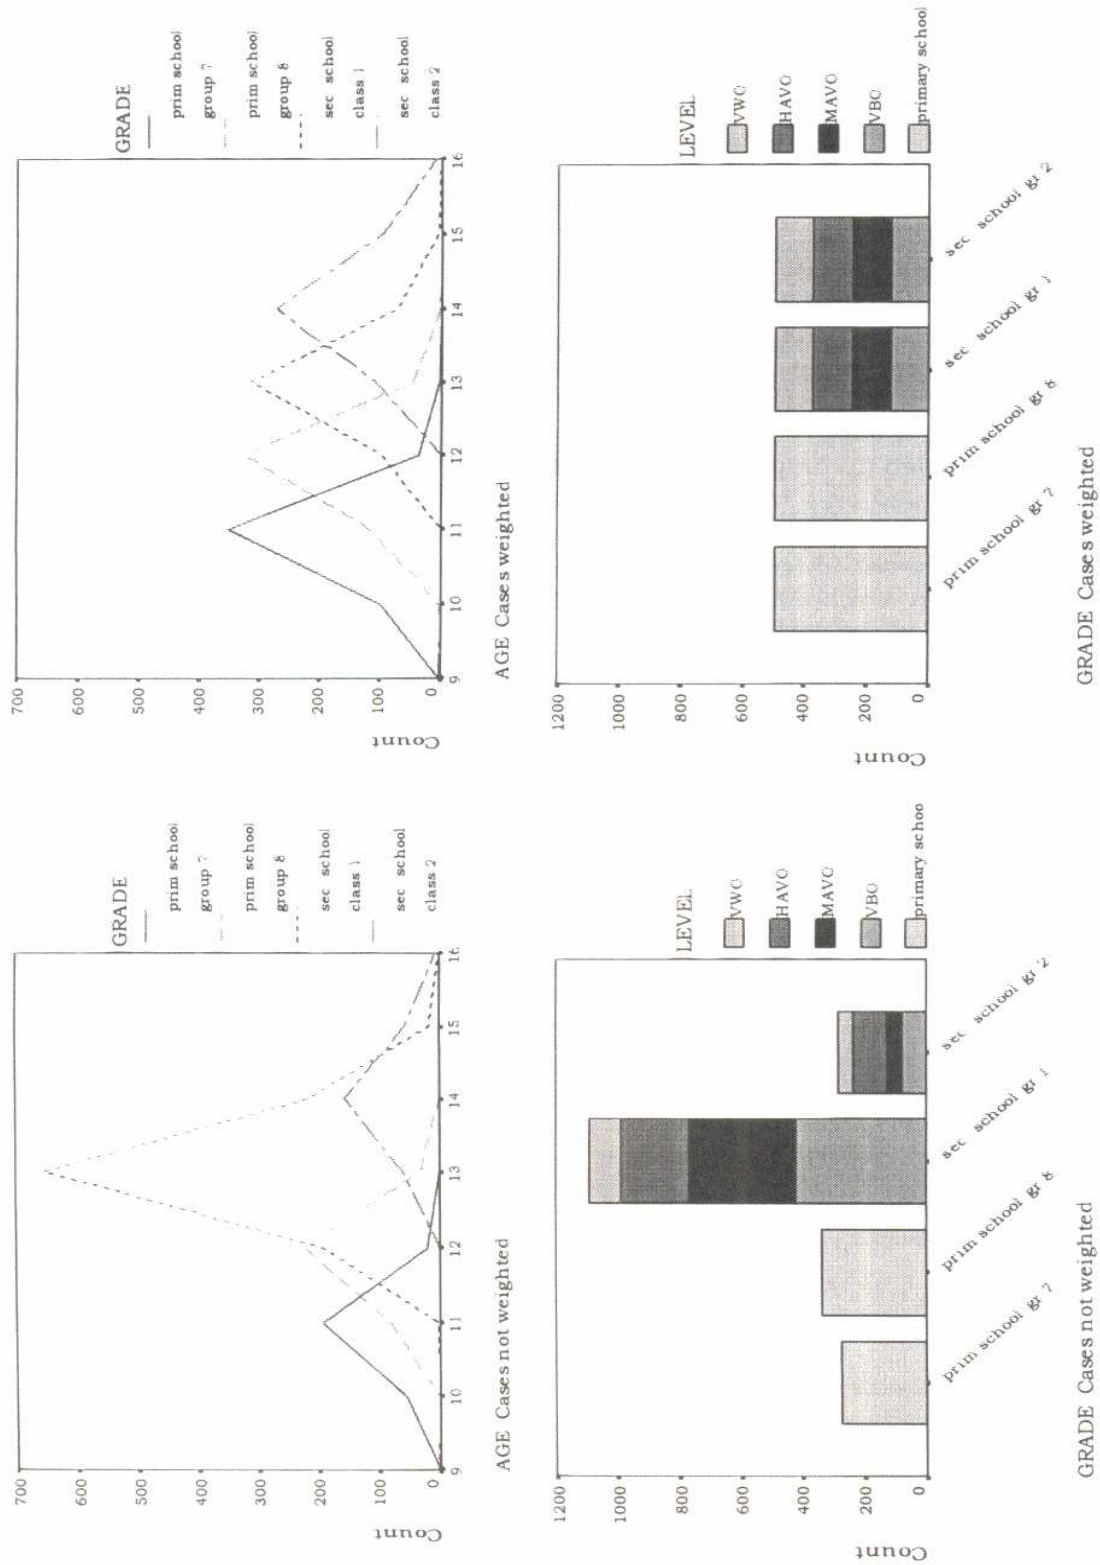 700
600
500
400
300
200
100
0
Count
9
10
11
12
13
14
15
16
AGE Cases not weighted
GRADE
prim school
group 7
prim school
group 8
sec school
class 1
sec school
class 2
700
600
500
400
300
200
100
0
Count
9
10
11
12
13
14
15
16
AGE Cases weighted
GRADE
prim school
group 7
prim school
group 8
sec school
class 1
sec school
class 2
1200
1000
800
600
400
200
0
Count
prim school gr 7
prim school gr 8
sec school gr 1
sec school gr 2
GRADE Cases not weighted
LEVEL
VWO
HAVO
MAVO
VBO
primary schoo
1200
1000
800
600
400
200
0
Count
prim school gr 7
prim school gr 8
sec school gr 1
sec school gr 2
GRADE Cases weighted
LEVEL
VWO
HAVO
MAVO
VBO
primary school